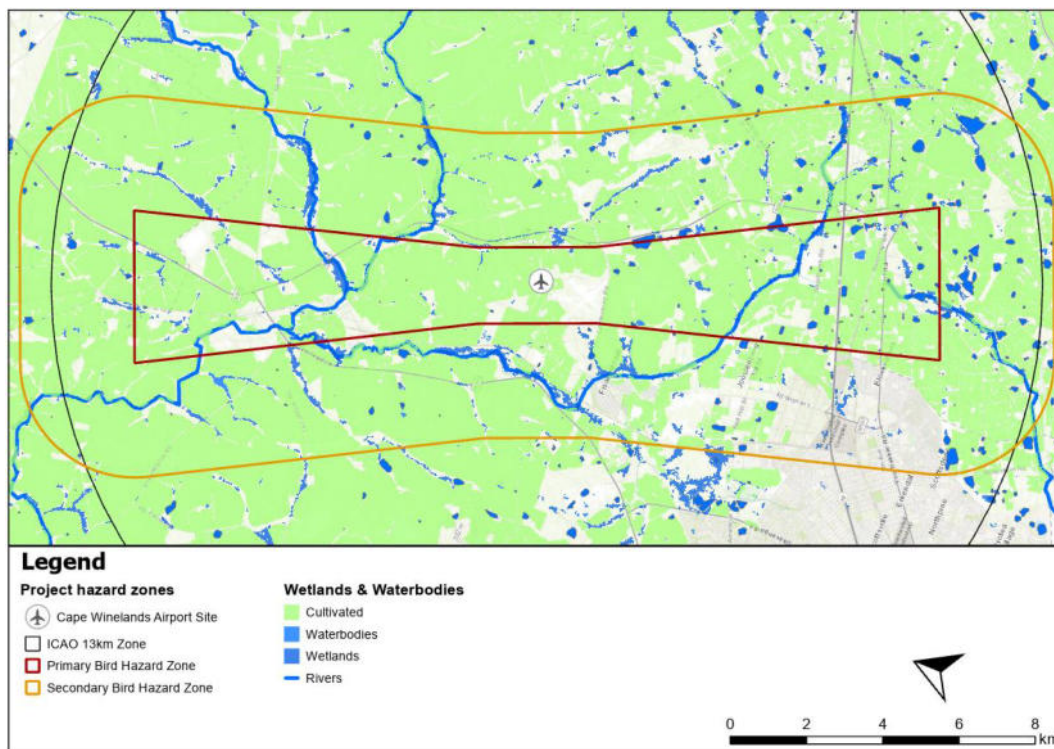 Legend
Project hazard zones
Cape Winelands Airport Site
ICAO 13km Zone
Primary Bird Hazard Zone
Secondary Bird Hazard Zone
Wetlands & Waterbodies
Cultivated
Waterbodies
Wetlands
Rivers
0 2 4 6 8
km